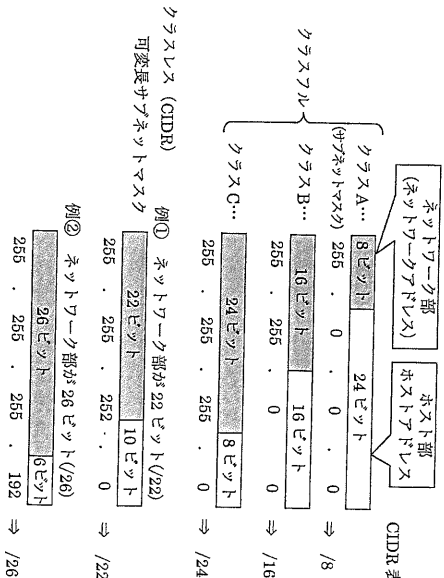 ネットワーク部
(ネットワークアドレス)
ホスト部
ホストアドレス
CIDR
クラスフル
クラスA…
8ビット
24ビット
(サブネットマスク)
255 . 0 . 0 . 0
⇒ /8
クラスB…
16ビット
16ビット
255 . 255 . 0 . 0
⇒ /16
クラスC…
24ビット
8ビット
255 . 255 . 255 . 0
⇒ /24
クラスレス (CIDR)
可変長サブネットマスク
例① ネットワーク部が22ビット(/22)
22ビット
10ビット
255 . 255 . 252 . 0
⇒ /22
例② ネットワーク部が26ビット(/26)
26ビット
6ビット
255 . 255 . 255 . 192
⇒ /26